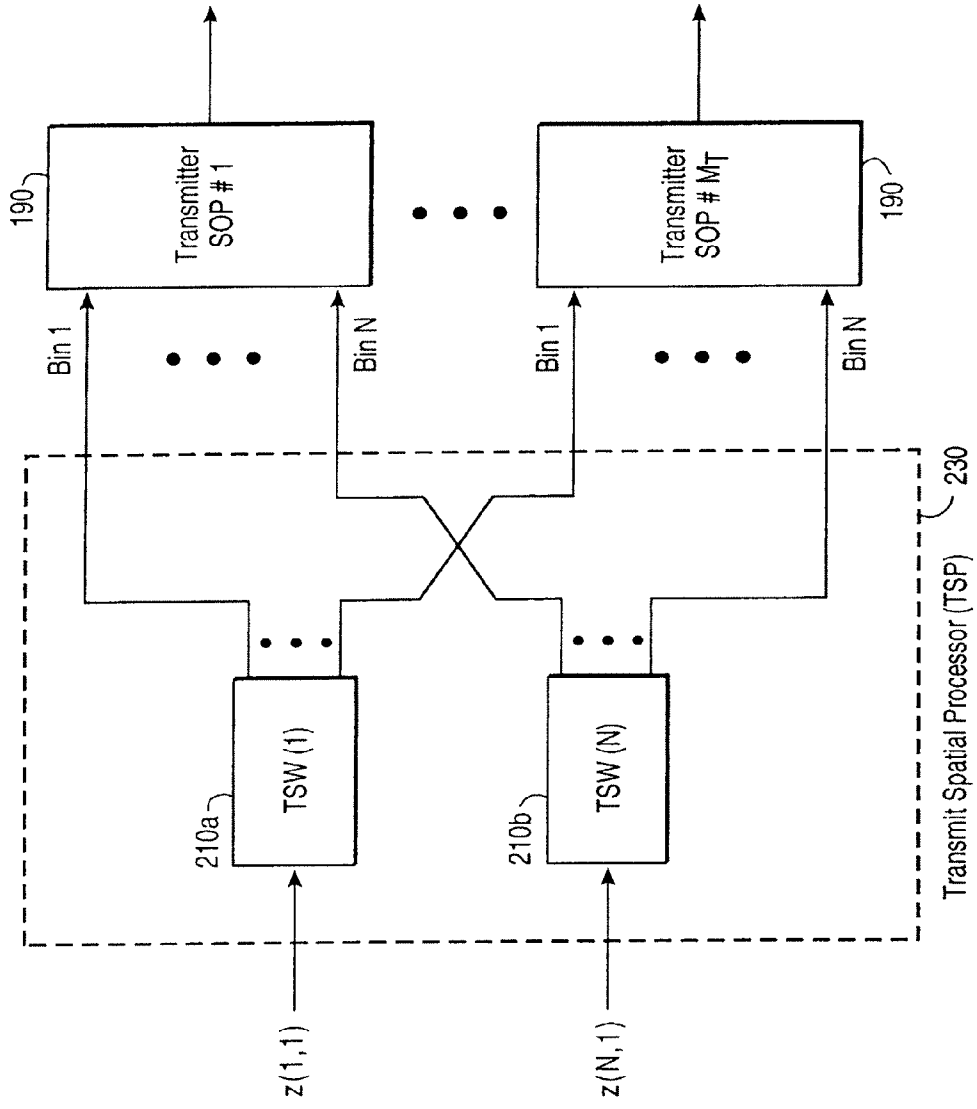 190
Transmitter
SOP # 1
Bin 1
Bin N
190
Transmitter
SOP # MT
Bin 1
Bin N
210a
TSW (1)
z(1,1)
210b
TSW (N)
z(N,1)
230
Transmit Spatial Processor (TSP)